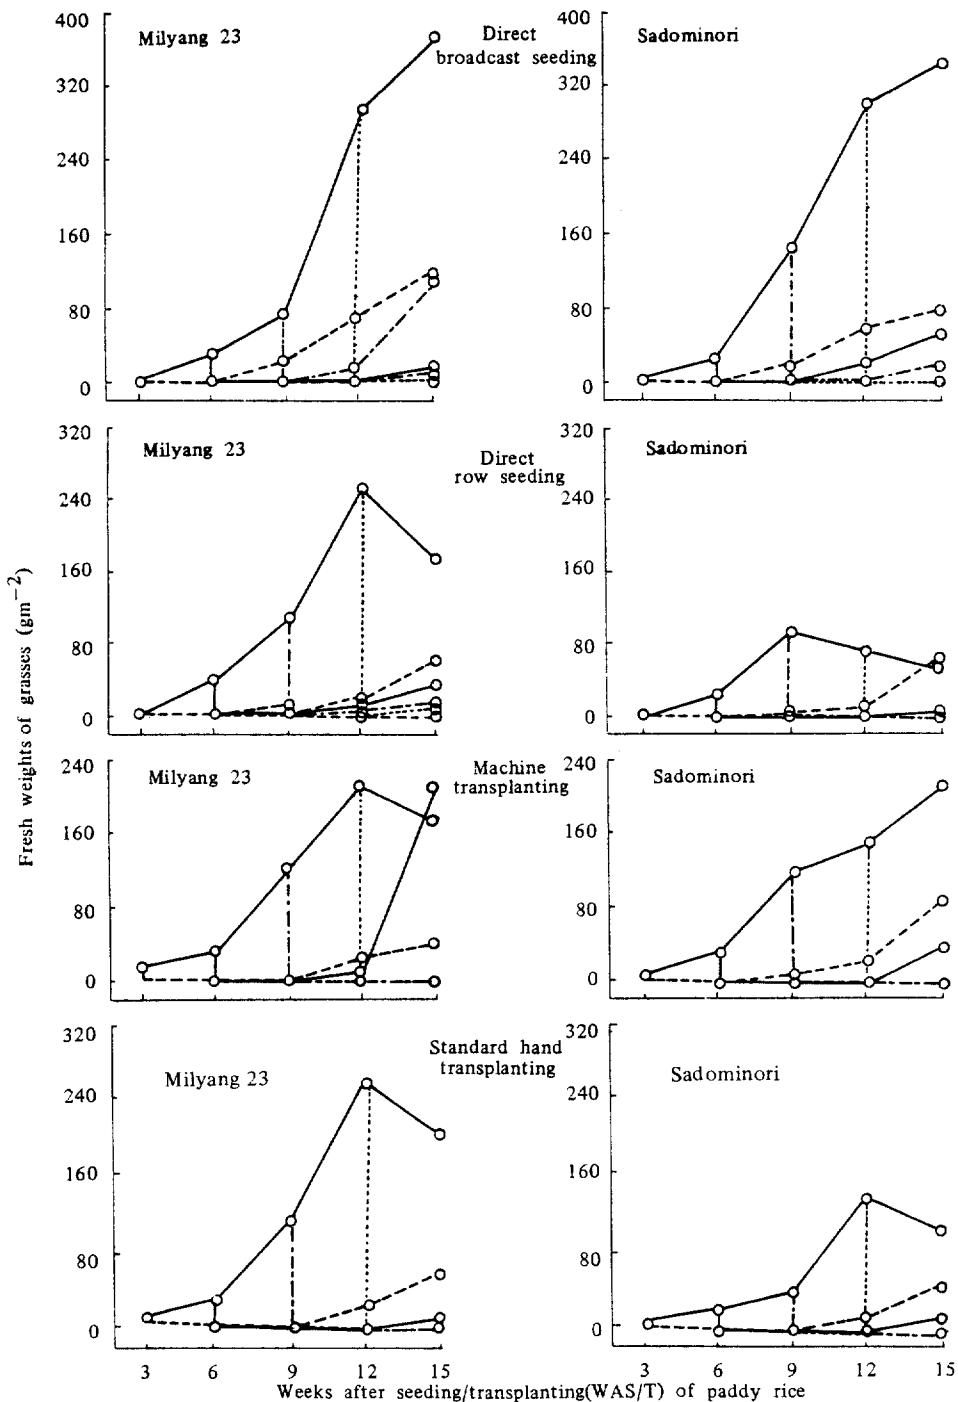 400
320
240
160
80
0
Milyang 23
Direct
broadcast seeding
400
320
240
160
80
0
Sadominori
320
240
160
80
0
Milyang 23
Direct
row seeding
320
240
160
80
0
Sadominori
240
160
80
0
Milyang 23
Machine
transplanting
240
160
80
0
Sadominori
320
240
160
80
0
Milyang 23
Standard hand
transplanting
320
240
160
80
0
Sadominori
Fresh weights of grasses (gm⁻²)
3 6 9 12 15
3 6 9 12 15
Weeks after seeding/transplanting(WAS/T) of paddy rice